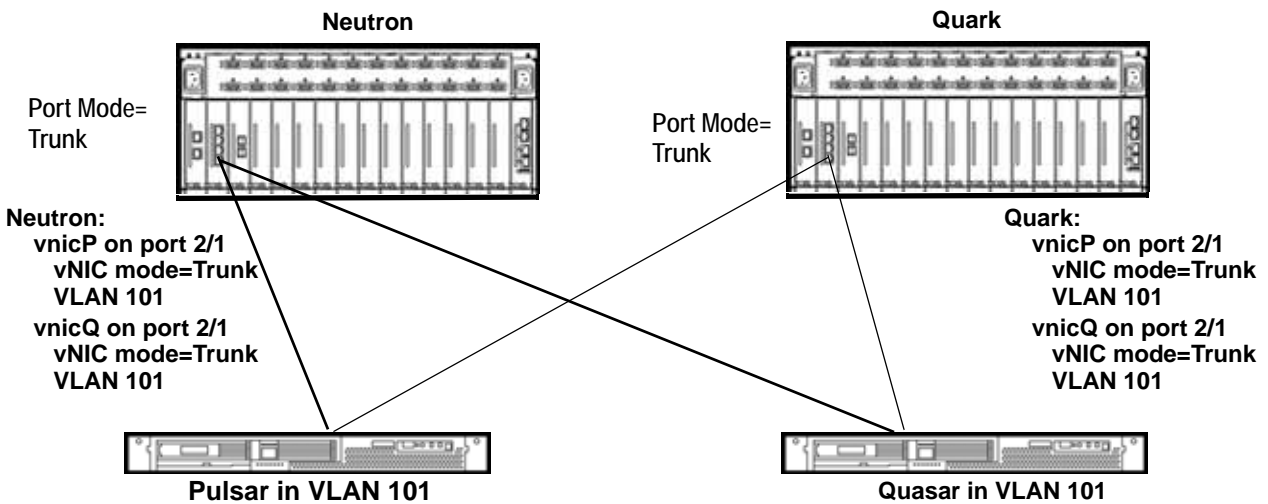 Neutron
Quark
Port Mode=
Trunk
Port Mode=
Trunk
Neutron:
vnicP on port 2/1
vNIC mode=Trunk
VLAN 101
vnicQ on port 2/1
vNIC mode=Trunk
VLAN 101
Quark:
vnicP on port 2/1
vNIC mode=Trunk
VLAN 101
vnicQ on port 2/1
vNIC mode=Trunk
VLAN 101
Pulsar in VLAN 101
Quasar in VLAN 101